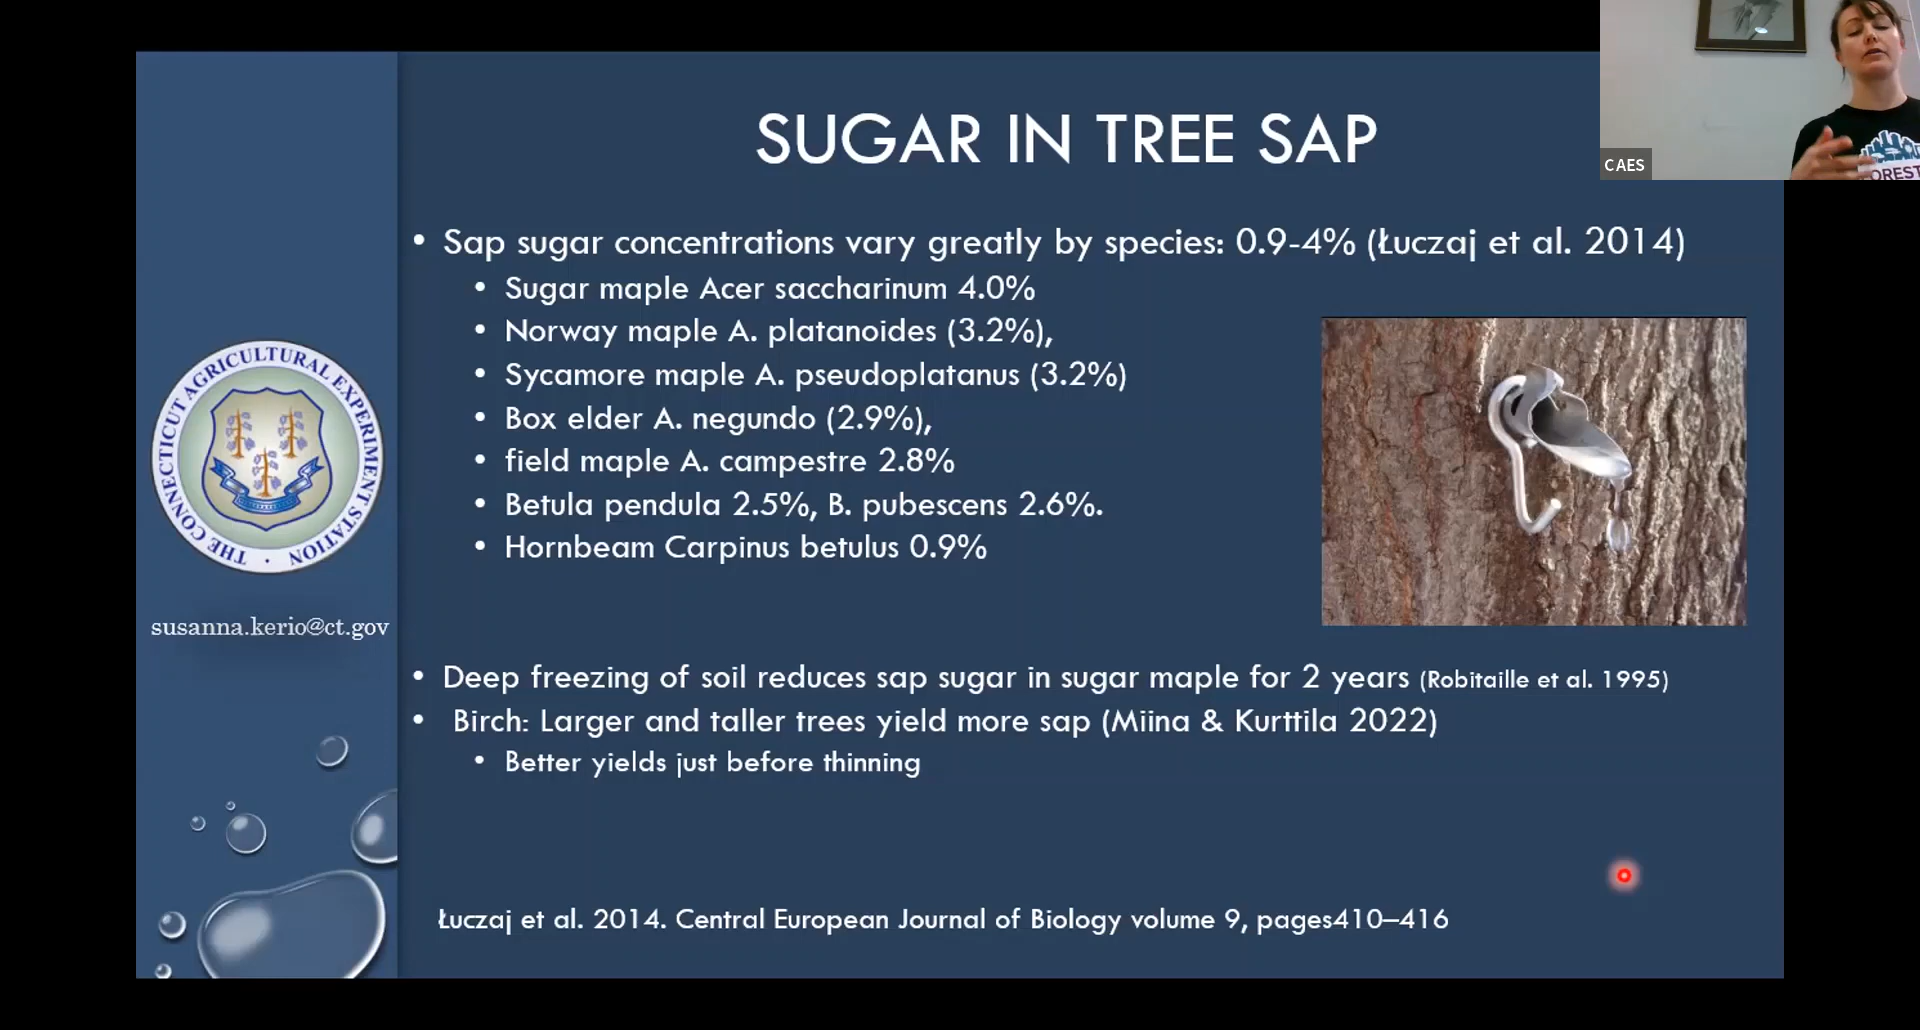 SUGAR IN TREE SAP
CAES
FOREST
• Sap sugar concentrations vary greatly by species: 0.9-4% (Łuczaj et al. 2014)
• Sugar maple Acer saccharinum 4.0%
• Norway maple A. platanoides (3.2%),
• Sycamore maple A. pseudoplatanus (3.2%)
• Box elder A. negundo (2.9%),
• field maple A. campestre 2.8%
• Betula pendula 2.5%, B. pubescens 2.6%.
• Hornbeam Carpinus betulus 0.9%
THE CONNECTICUT AGRICULTURAL EXPERIMENT STATION •
susanna.kerio@ct.gov
• Deep freezing of soil reduces sap sugar in sugar maple for 2 years (Robitaille et al. 1995)
• Birch: Larger and taller trees yield more sap (Miina & Kurttila 2022)
• Better yields just before thinning
Łuczaj et al. 2014. Central European Journal of Biology volume 9, pages410–416